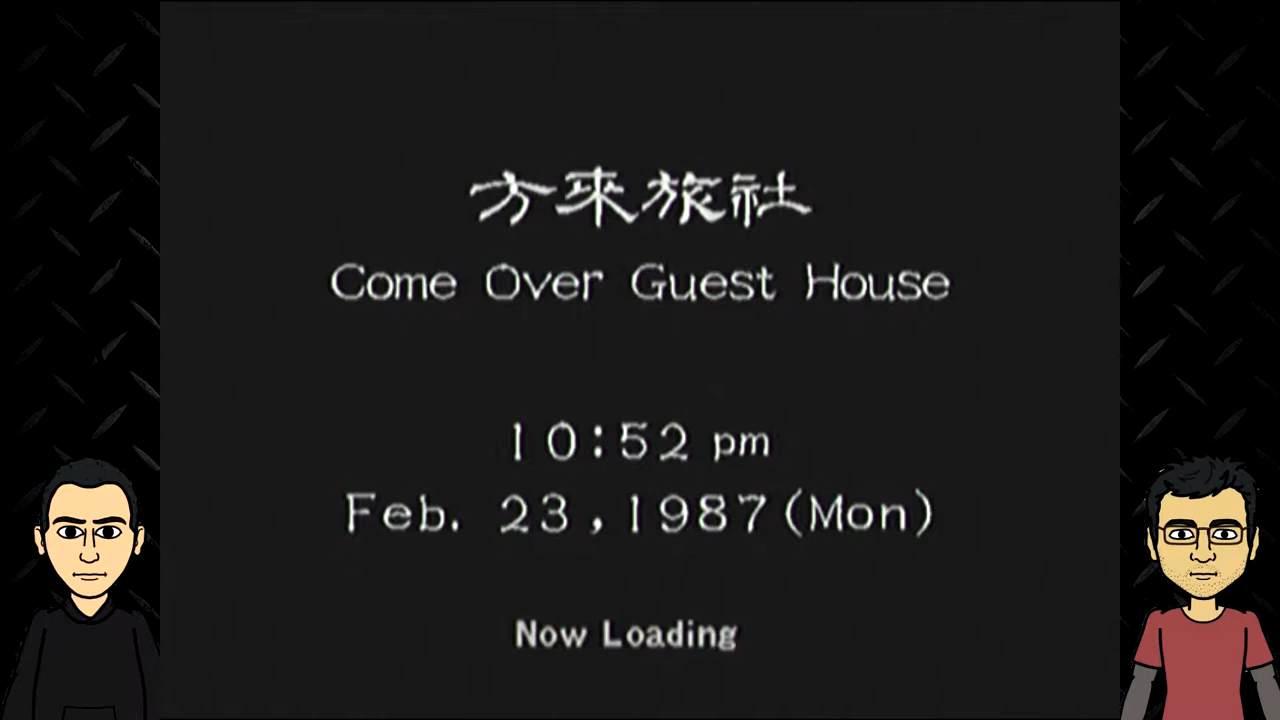 方來旅社
Come Over Guest House
10:52 pm
Feb. 23,1987(Mon)
Now Loading